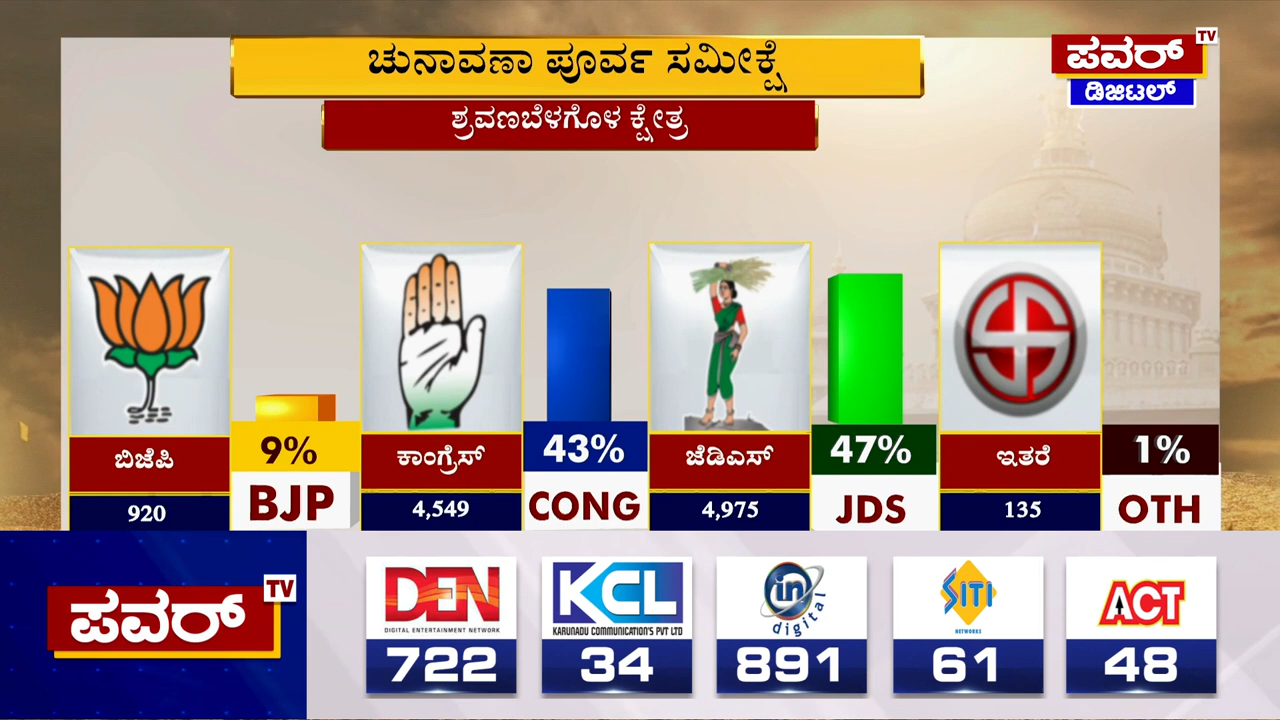 ಚುನಾವಣಾ ಪೂರ್ವ ಸಮೀಕ್ಷೆ
ಶ್ರವಣಬೆಳಗೊಳ ಕ್ಷೇತ್ರ
ಪವರ್ TV
ಡಿಜಿಟಲ್
ಬಿಜೆಪಿ
920
9%
BJP
ಕಾಂಗ್ರೆಸ್
4,549
43%
CONG
ಜೆಡಿಎಸ್
4,975
47%
JDS
ಇತರೆ
135
1%
OTH
ಪವರ್ TV
DEN
DIGITAL ENTERTAINMENT NETWORK
722
KCL
KARUNADU COMMUNICATION'S PVT LTD
34
in
digital
891
SITI
NETWORKS
61
ACT
48